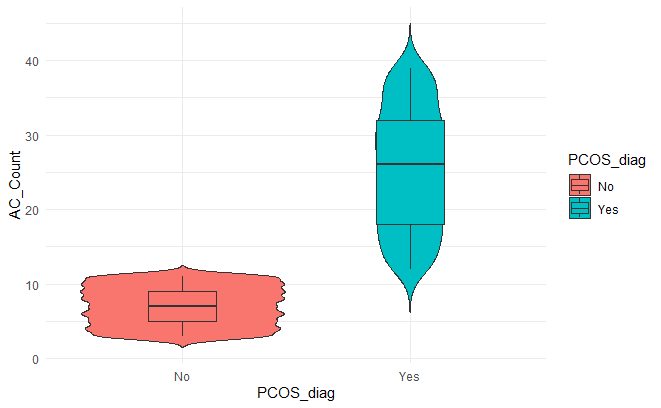 AC_Count
40
30
20
10
0
No
Yes
PCOS_diag
PCOS_diag
No
Yes